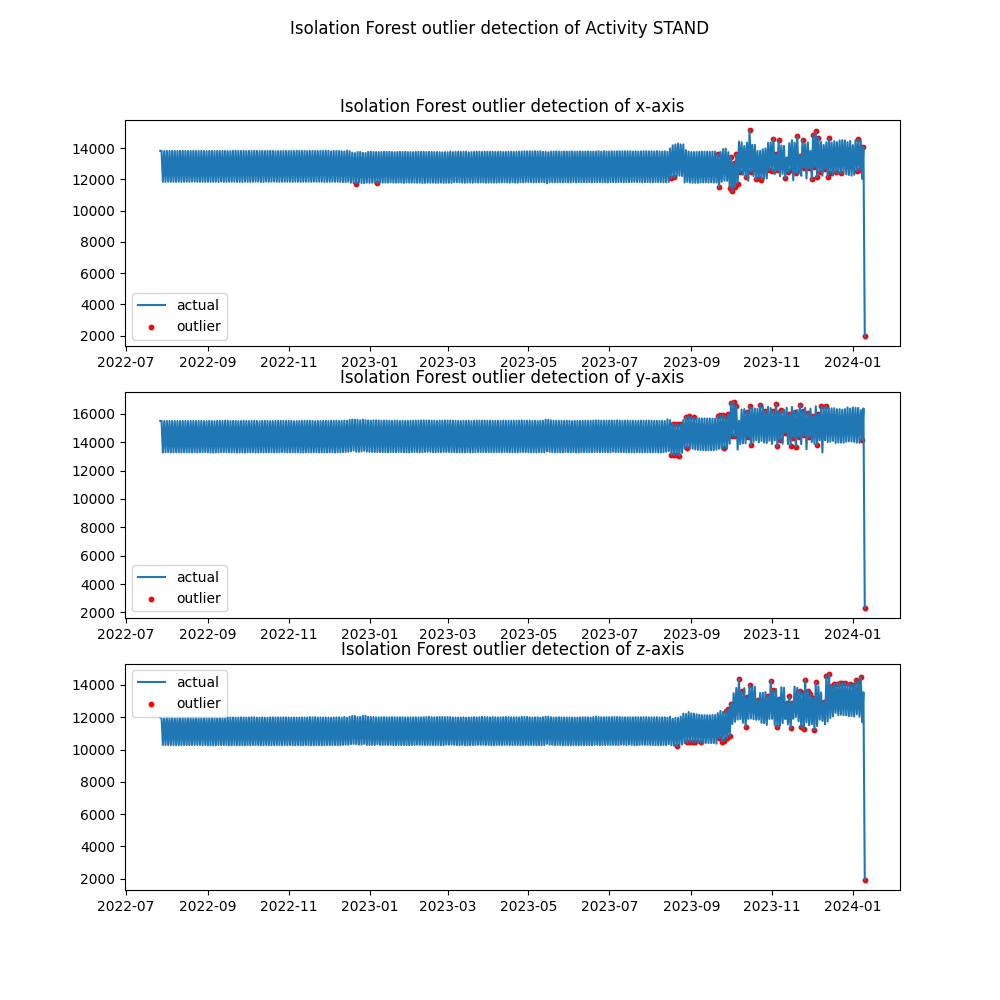 Isolation Forest outlier detection of Activity STAND
Isolation Forest outlier detection of x-axis
14000
12000
10000
8000
6000
4000
2000
actual
outlier
2022-07 2022-09 2022-11 2023-01 2023-03 2023-05 2023-07 2023-09 2023-11 2024-01
Isolation Forest outlier detection of y-axis
16000
14000
12000
10000
8000
6000
4000
2000
actual
outlier
2022-07 2022-09 2022-11 2023-01 2023-03 2023-05 2023-07 2023-09 2023-11 2024-01
Isolation Forest outlier detection of z-axis
14000
12000
10000
8000
6000
4000
2000
actual
outlier
2022-07 2022-09 2022-11 2023-01 2023-03 2023-05 2023-07 2023-09 2023-11 2024-01